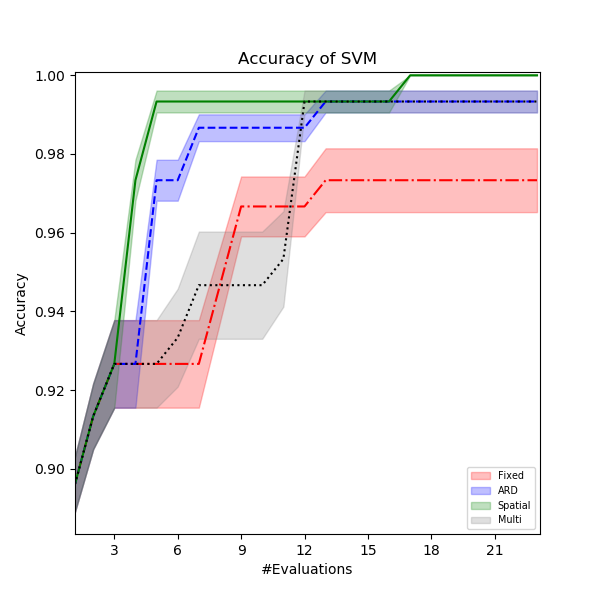 Accuracy of SVM
1.00
0.98
0.96
0.94
0.92
0.90
Accuracy
3 6 9 12 15 18 21
#Evaluations
Fixed
ARD
Spatial
Multi